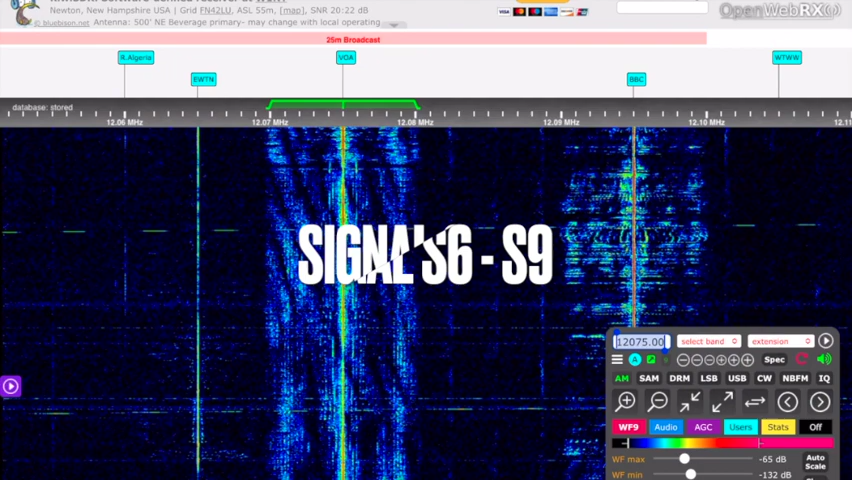 Newton, New Hampshire USA | Grid FN42LU, ASL 55m, [map], SNR 20:22 dB
© bluebison.net Antenna: 500' NE Beverage primary- may change with local operating
OpenWebRX
25m Broadcast
R.Algerie VOA WTWW
EWTN BBC
database: stored
12.06 MHz 12.07 MHz 12.08 MHz 12.09 MHz 12.10 MHz 12.11
SIGNAL S6 - S9
12075.00 select band extension
A Spec
AM SAM DRM LSB USB CW NBFM IQ
WF9 Audio AGC Users Stats Off
WF max -65 dB Auto Scale
WF min -132 dB